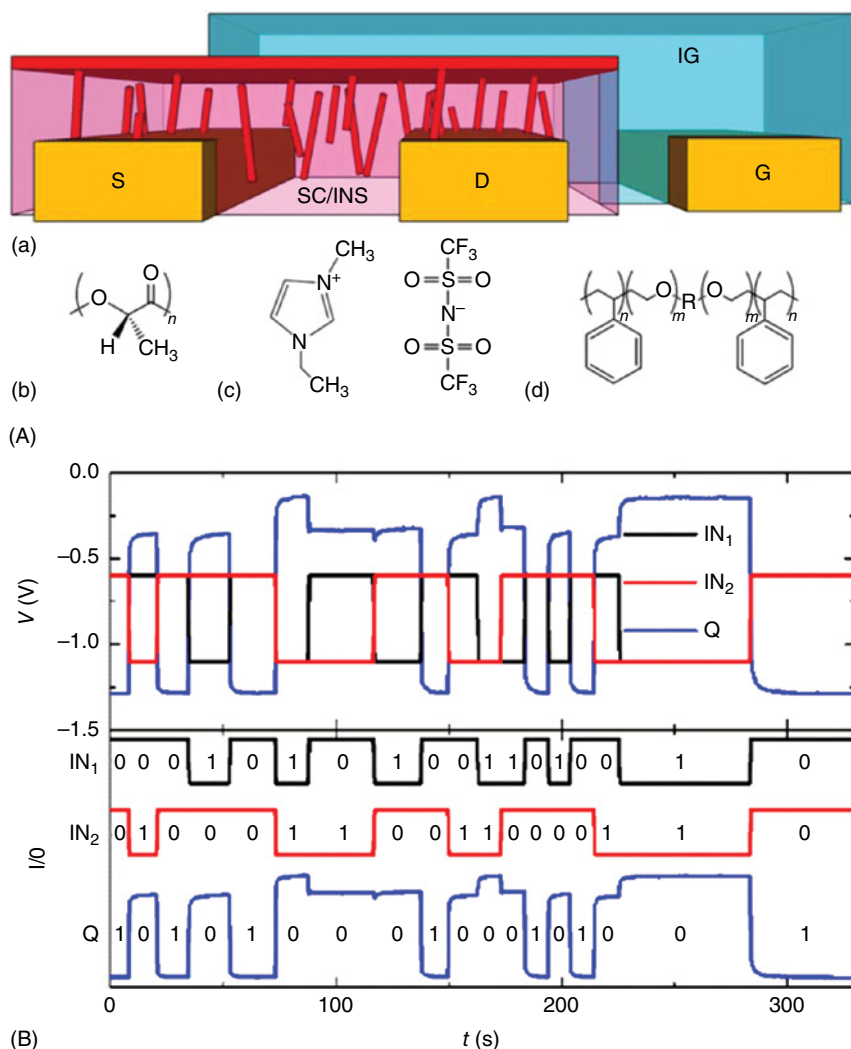 IG
S
D
G
SC/INS
(a)
O
O
n
H
CH3
(b)
CH3
N+
N
CH3
(c)
CF3
O=S=O
N−
O=S=O
CF3
n
O
m
R
O
m
n
(d)
(A)
0.0
−0.5
−1.0
−1.5
V (V)
IN1
IN2
Q
IN1 0 0 0 1 0 1 0 1 0 1 1 0 1 0 0 1 0
IN2 0 1 0 0 0 1 1 0 0 1 1 0 0 0 0 1 1 0
Q 1 0 1 0 1 0 0 0 1 0 0 0 1 0 1 0 0 1
I/0
0 100 200 300
t (s)
(B)